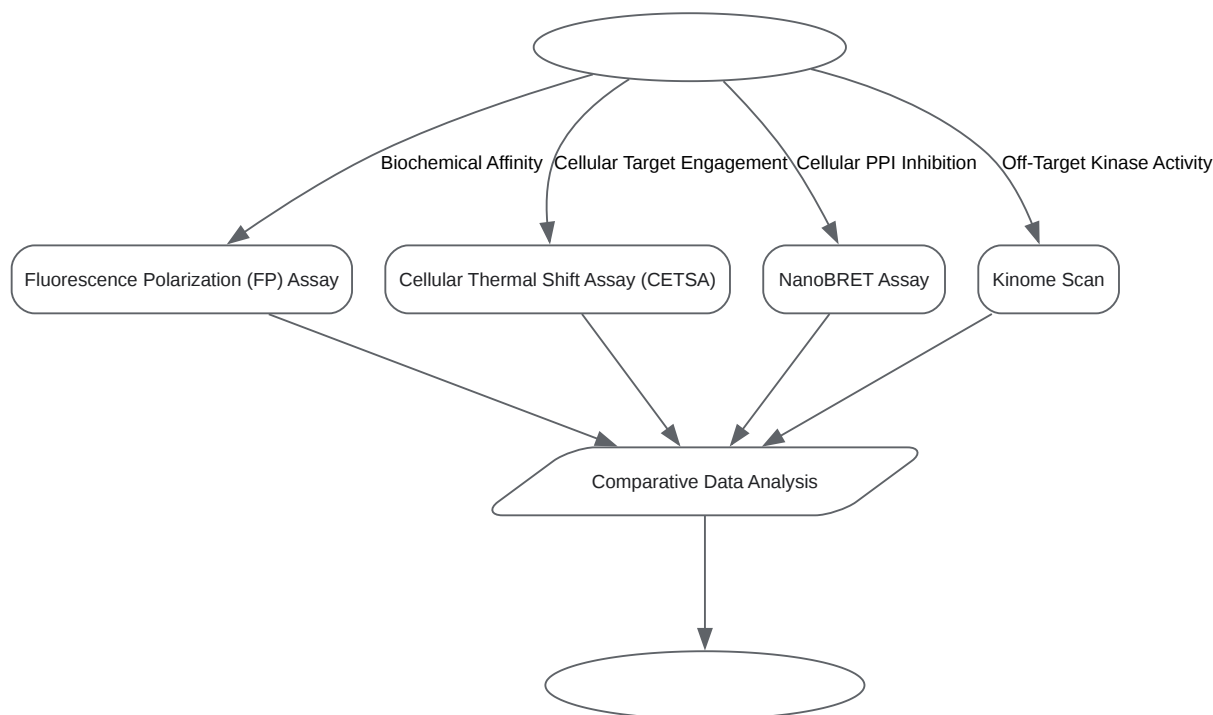 Biochemical Affinity
Cellular Target Engagement
Cellular PPI Inhibition
Off-Target Kinase Activity
Fluorescence Polarization (FP) Assay
Cellular Thermal Shift Assay (CETSA)
NanoBRET Assay
Kinome Scan
Comparative Data Analysis